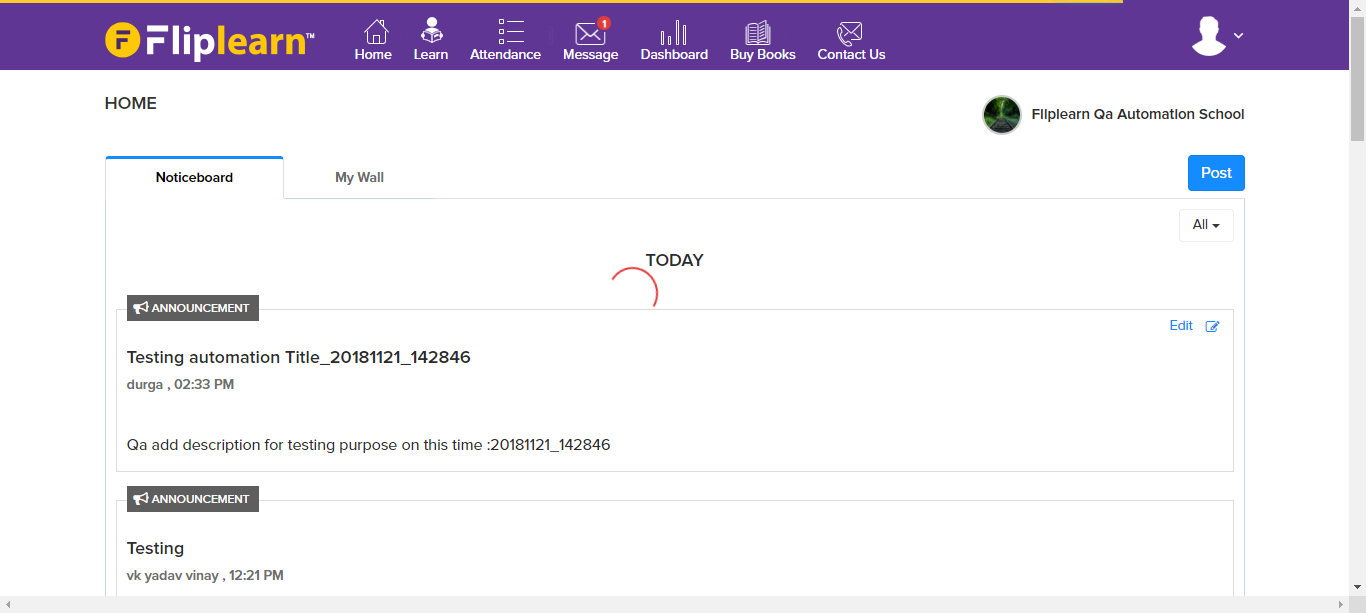 Fliplearn™
Home
Learn
Attendance
1
Message
Dashboard
Buy Books
Contact Us
HOME
Fliplearn Qa Automation School
Noticeboard
My Wall
Post
All
TODAY
ANNOUNCEMENT
Edit
Testing automation Title_20181121_142846
durga , 02:33 PM
Qa add description for testing purpose on this time :20181121_142846
ANNOUNCEMENT
Testing
vk yadav vinay , 12:21 PM